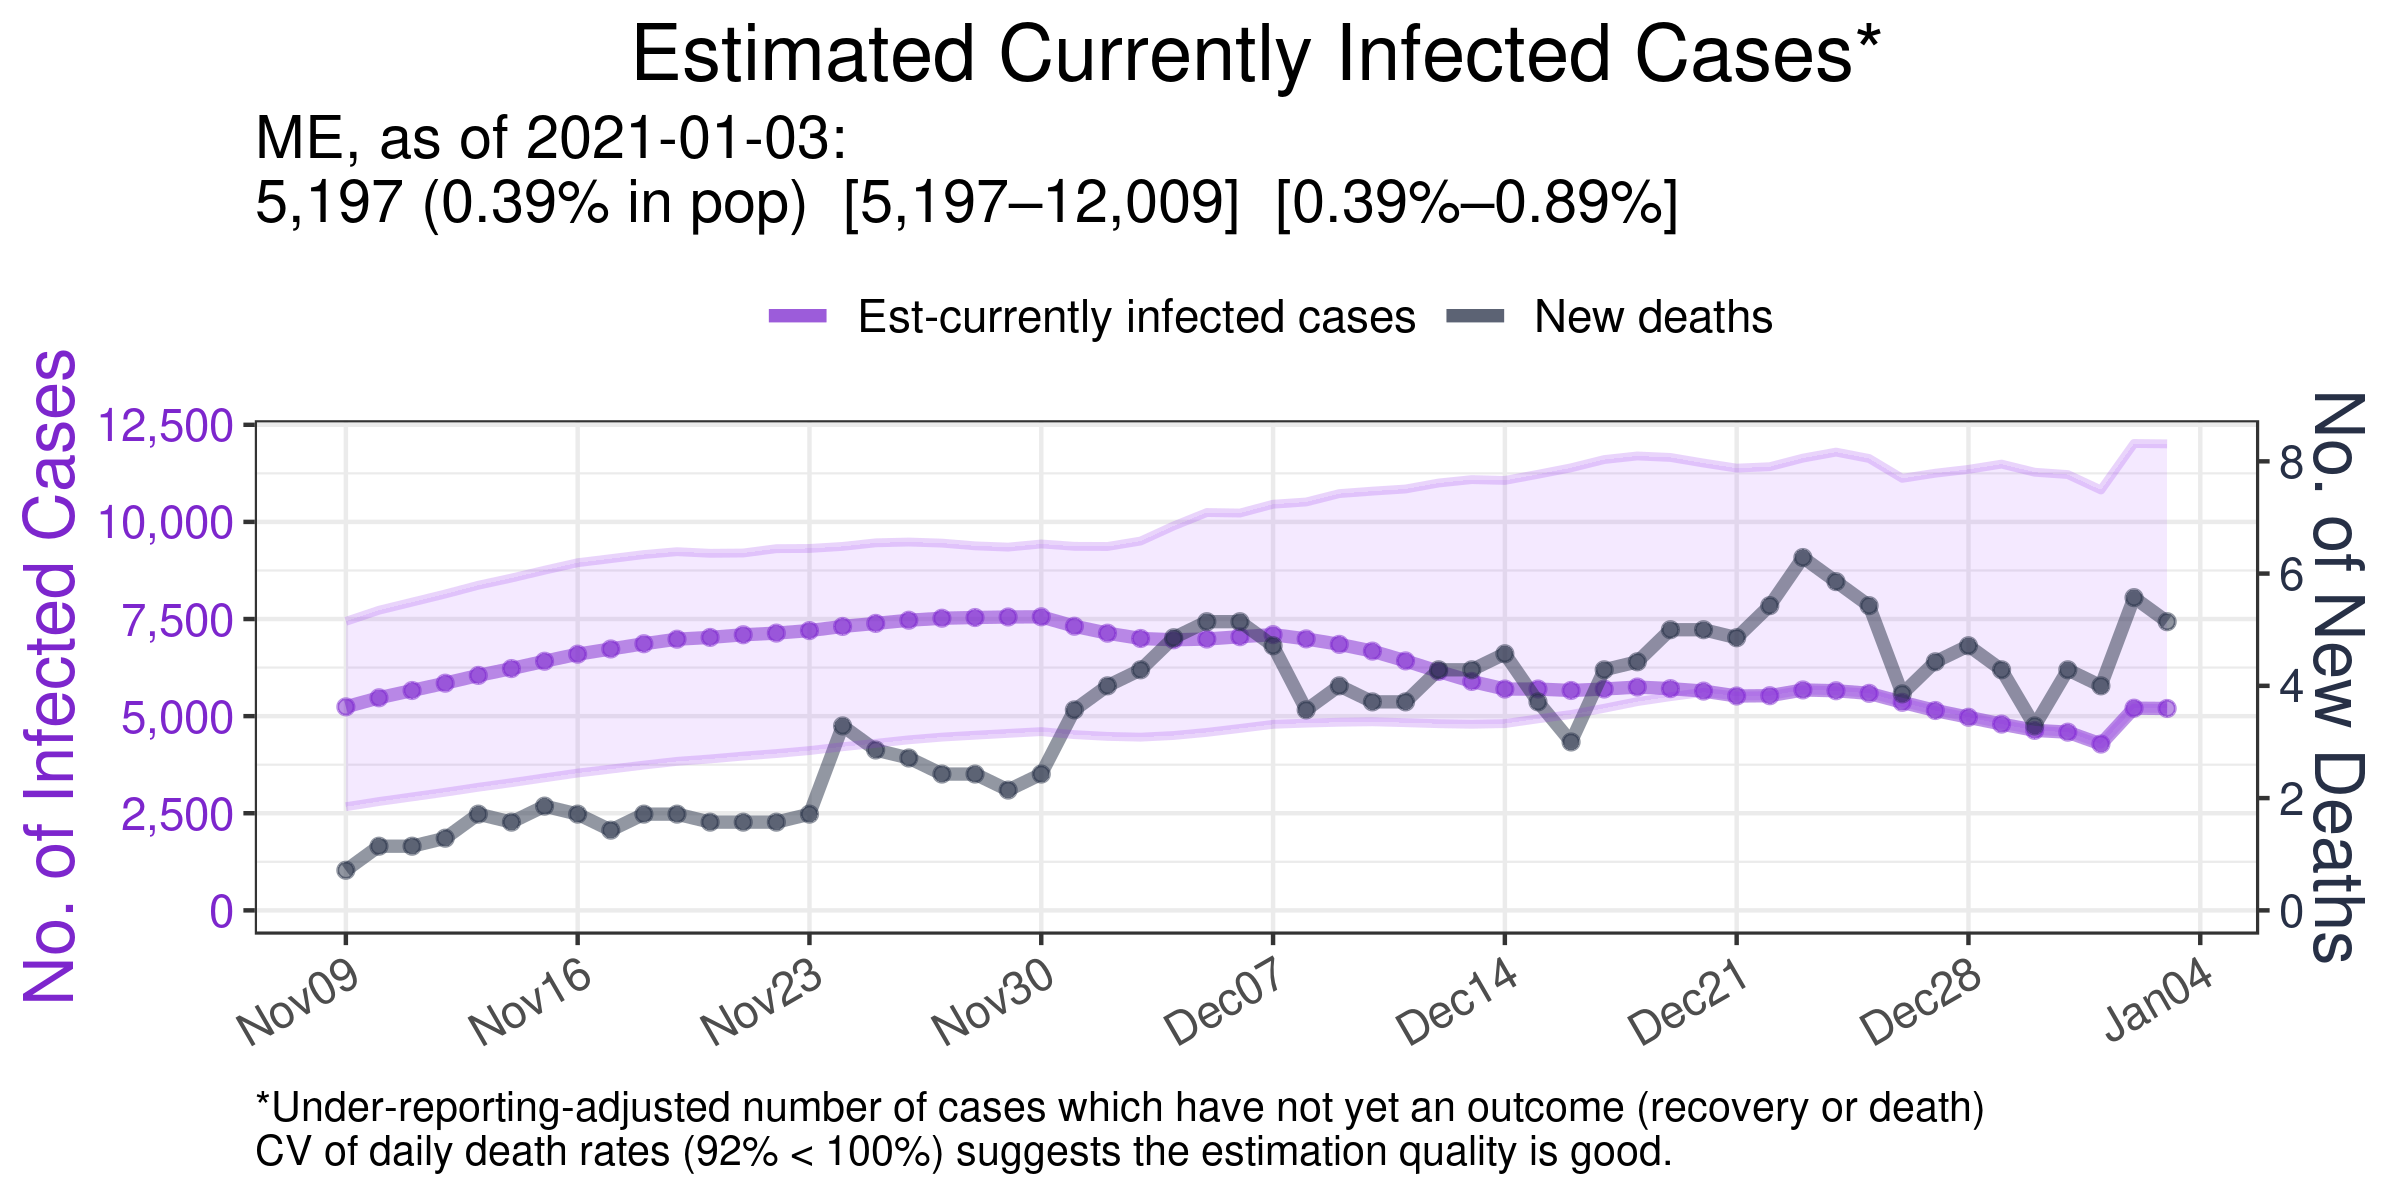 Estimated Currently Infected Cases*
ME, as of 2021-01-03:
5,197 (0.39% in pop) [5,197–12,009] [0.39%–0.89%]
Est-currently infected cases New deaths
No. of Infected Cases
12,500
10,000
7,500
5,000
2,500
0
8
6
4
2
0
No. of New Deaths
Nov09 Nov16 Nov23 Nov30 Dec07 Dec14 Dec21 Dec28 Jan04
*Under-reporting-adjusted number of cases which have not yet an outcome (recovery or death)
CV of daily death rates (92% < 100%) suggests the estimation quality is good.